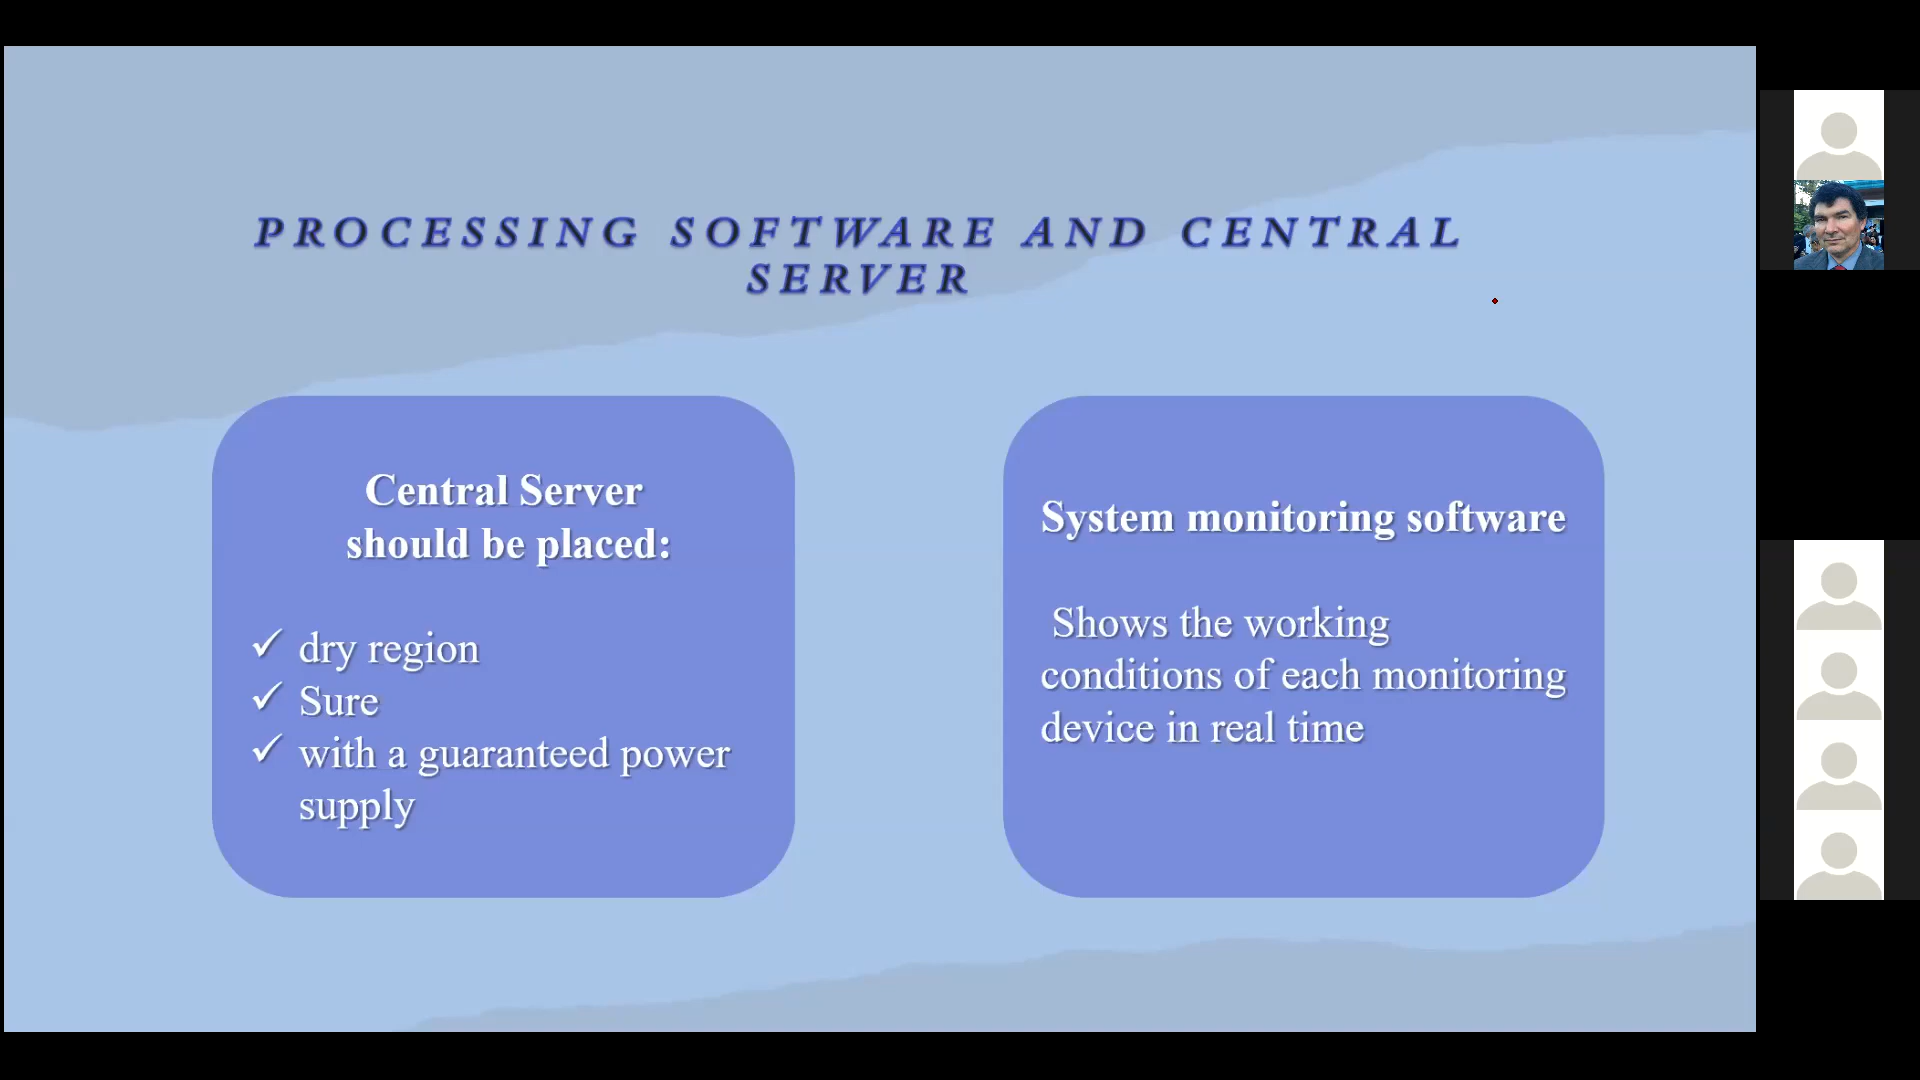 PROCESSING SOFTWARE AND CENTRAL
SERVER
Central Server
should be placed:
✓ dry region
✓ Sure
✓ with a guaranteed power
supply
System monitoring software
Shows the working
conditions of each monitoring
device in real time